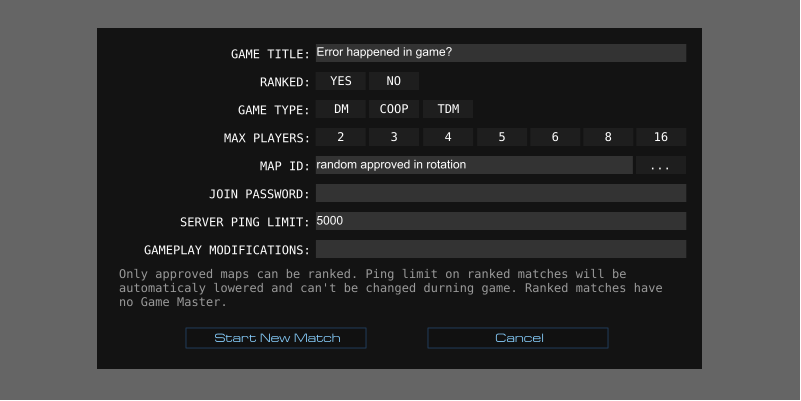 GAME TITLE: Error happened in game?
RANKED: YES NO
GAME TYPE: DM COOP TDM
MAX PLAYERS: 2 3 4 5 6 8 16
MAP ID: random approved in rotation ...
JOIN PASSWORD:
SERVER PING LIMIT: 5000
GAMEPLAY MODIFICATIONS:
Only approved maps can be ranked. Ping limit on ranked matches will be
automaticaly lowered and can't be changed durning game. Ranked matches have
no Game Master.
Start New Match Cancel